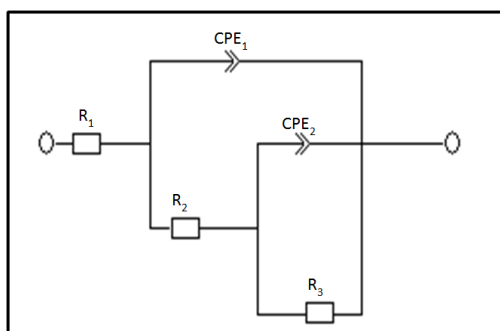 CPE₁
R₁
CPE₂
R₂
R₃